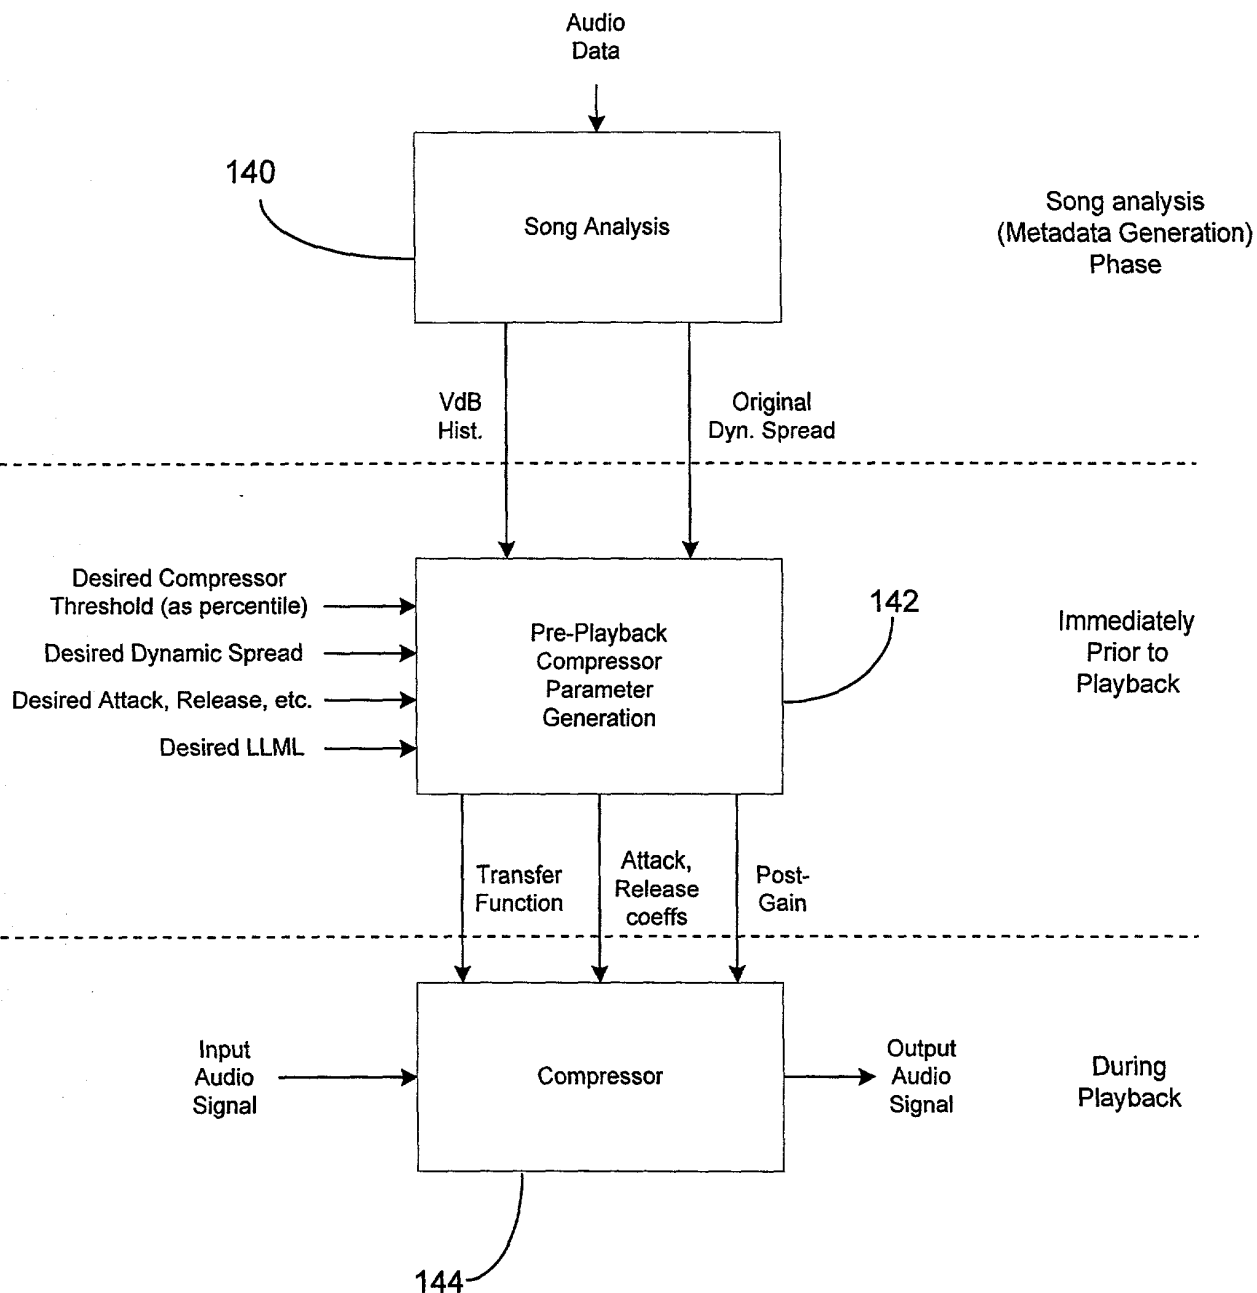 Audio
Data
140
Song Analysis
Song analysis
(Metadata Generation)
Phase
VdB
Hist.
Original
Dyn. Spread
Desired Compressor
Threshold (as percentile)
Desired Dynamic Spread
Desired Attack, Release, etc.
Desired LLML
Pre-Playback
Compressor
Parameter
Generation
142
Immediately
Prior to
Playback
Transfer
Function
Attack,
Release
coeffs
Post-
Gain
Input
Audio
Signal
Compressor
Output
Audio
Signal
During
Playback
144